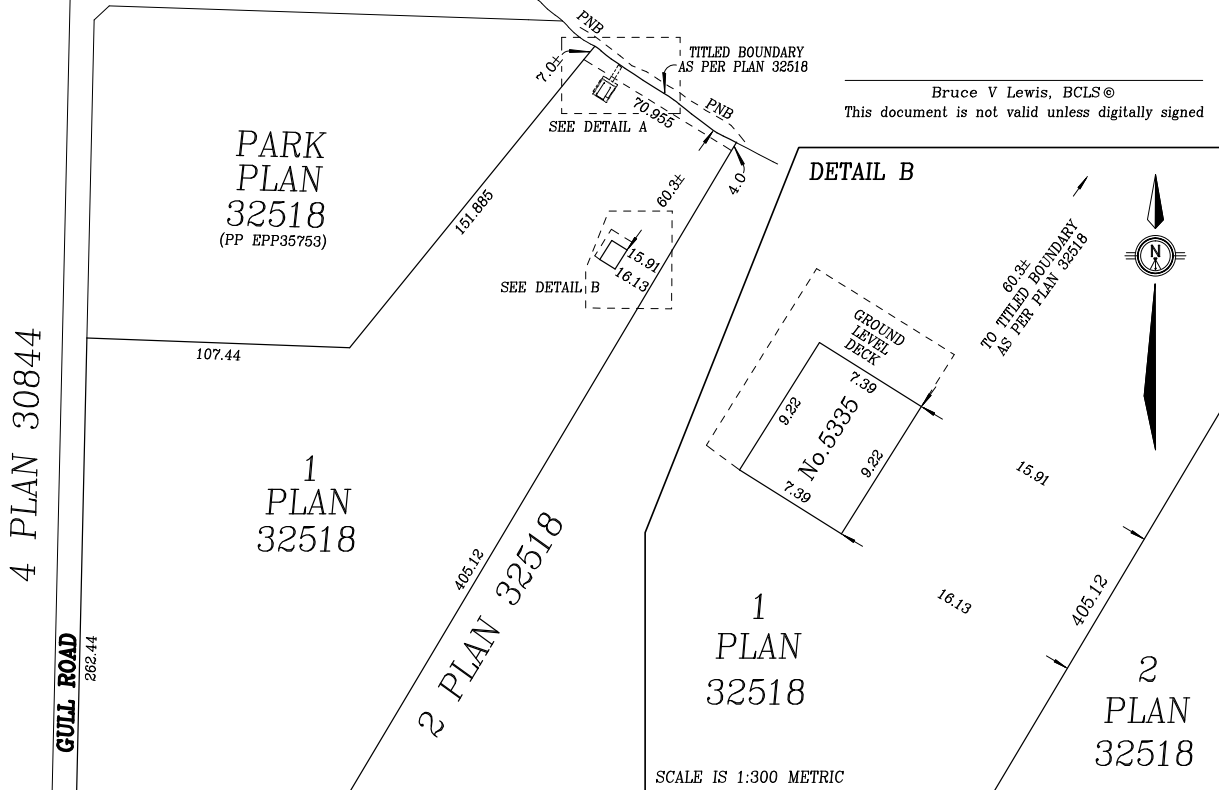 PNB
TITLED BOUNDARY
AS PER PLAN 32518
7.0±
70.955
PNB
SEE DETAIL A
4.0
PARK
PLAN
32518
(PP EPP35753)
151.885
60.3±
15.91
16.13
SEE DETAIL B
107.44
4 PLAN 30844
1
PLAN
32518
405.12
2 PLAN 32518
GULL ROAD
262.44
Bruce V Lewis, BCLS©
This document is not valid unless digitally signed
DETAIL B
N
60.3±
TO TITLED BOUNDARY
AS PER PLAN 32518
GROUND
LEVEL
DECK
7.39
9.22
No.5335
9.22
7.39
15.91
16.13
405.12
1
PLAN
32518
2
PLAN
32518
SCALE IS 1:300 METRIC